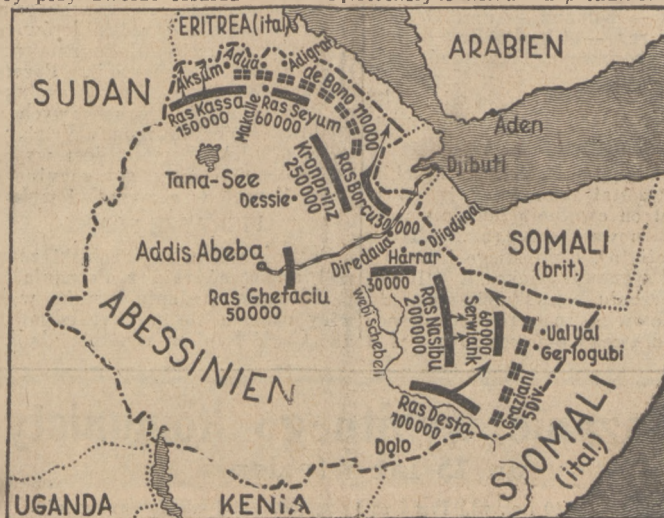 ERITREA (ital)
ARABIEN
SUDAN
Aksum
Adua
Adigrat
de Bono 110000
Ras Kassa
150000
Makalle
Ras Seyum
60000
Aden
Tana-See
Dessie
Kronprinz
250000
Ras Borcu 30000
Djibuti
Addis Abeba
Diredaua
Harrar
Djigdjiga
SOMALI
(brit.)
30000
Ras Ghetaciu
50000
Webi Schebeli
Ras Nasibu
200000
60000
Ual Ual
Gerlogubi
ABESSINIEN
Graziani
5 Div.
Ras Desta
100000
Dolo
SOMALI
(ital.)
UGANDA
KENIA